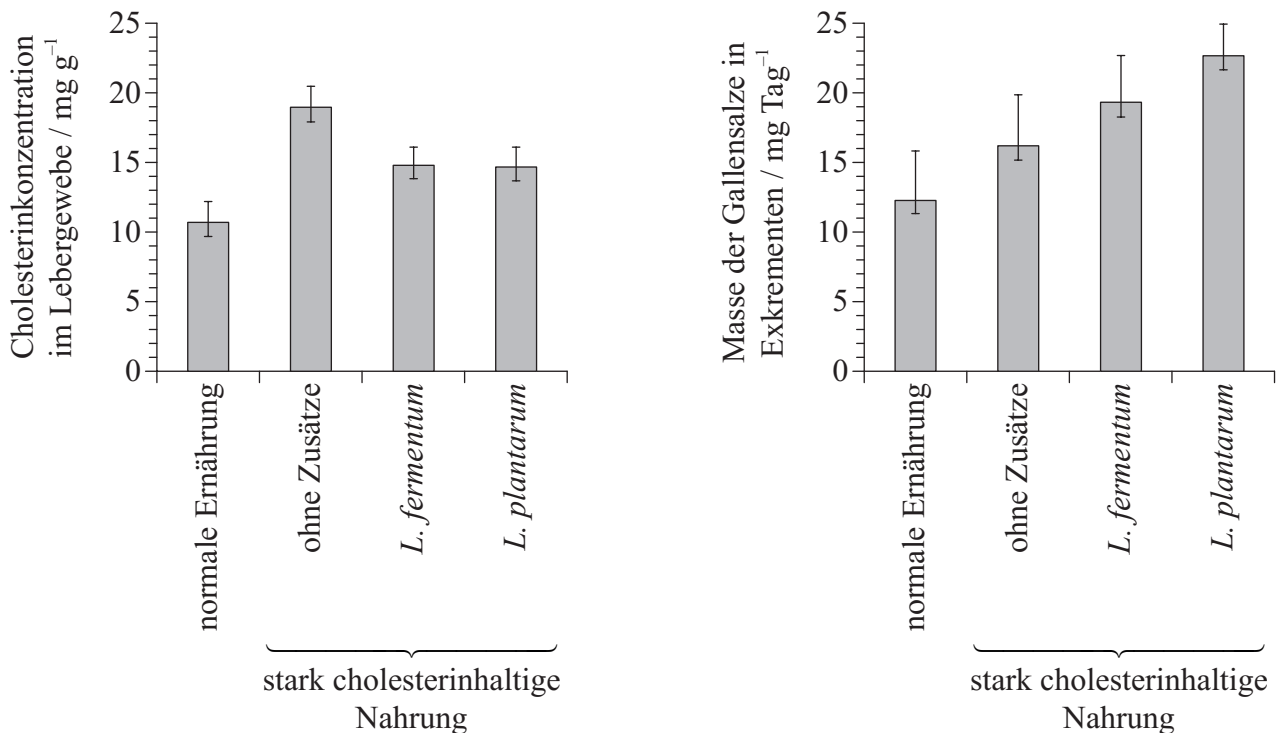 Cholesterinkonzentration
im Lebergewebe / mg g⁻¹
25
20
15
10
5
0
normale Ernährung
ohne Zusätze
L. fermentum
L. plantarum
stark cholesterinhaltige
Nahrung
Masse der Gallensalze in
Exkrementen / mg Tag⁻¹
25
20
15
10
5
0
normale Ernährung
ohne Zusätze
L. fermentum
L. plantarum
stark cholesterinhaltige
Nahrung